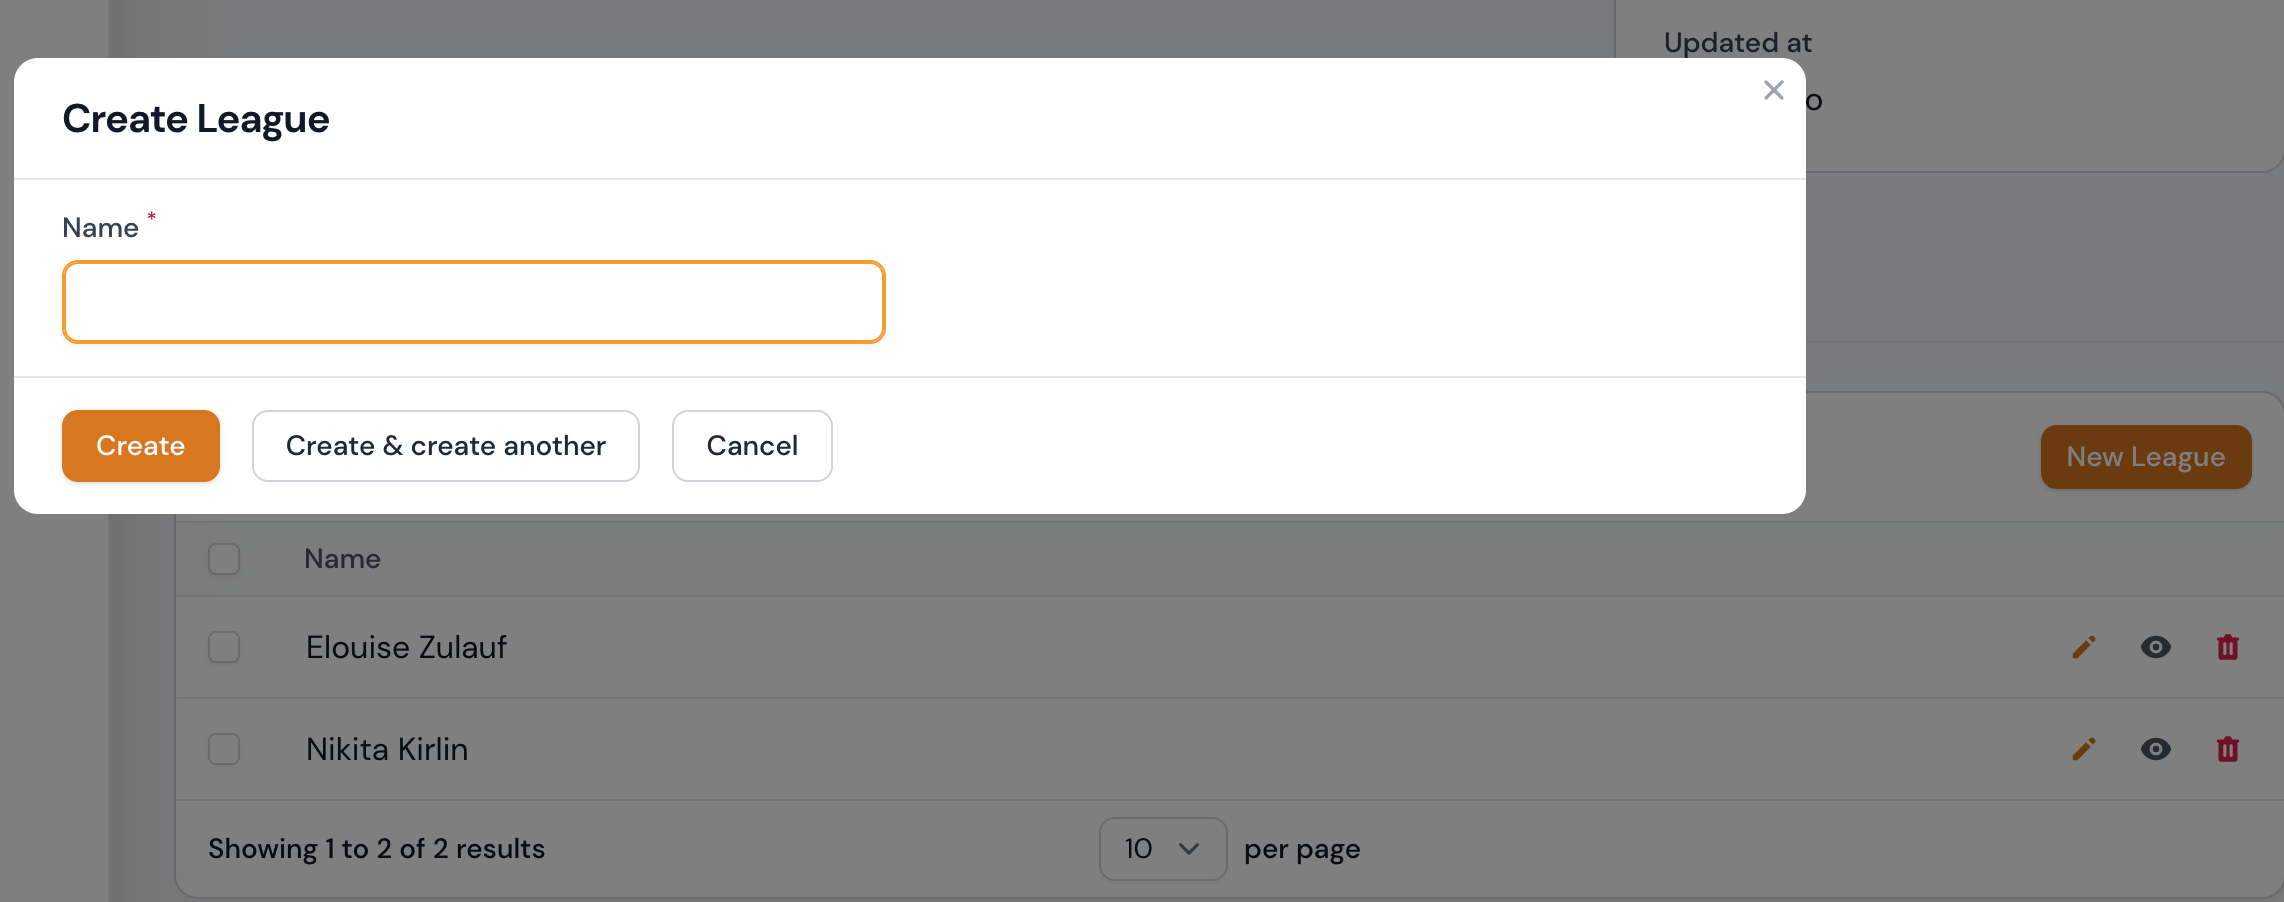 Updated at
o
Create League
Name *
Create
Create & create another
Cancel
New League
Name
Elouise Zulauf
Nikita Kirlin
Showing 1 to 2 of 2 results
10
per page